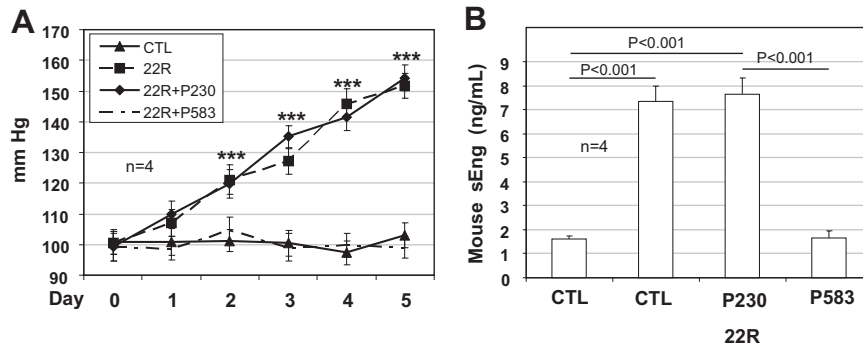 A
mm Hg
170
160
150
140
130
120
110
100
90
CTL
22R
22R+P230
22R+P583
***
***
***
***
n=4
Day
0 1 2 3 4 5
B
Mouse sEng (ng/mL)
9
8
7
6
5
4
3
2
1
0
P<0.001
P<0.001
P<0.001
n=4
CTL CTL P230 P583
22R